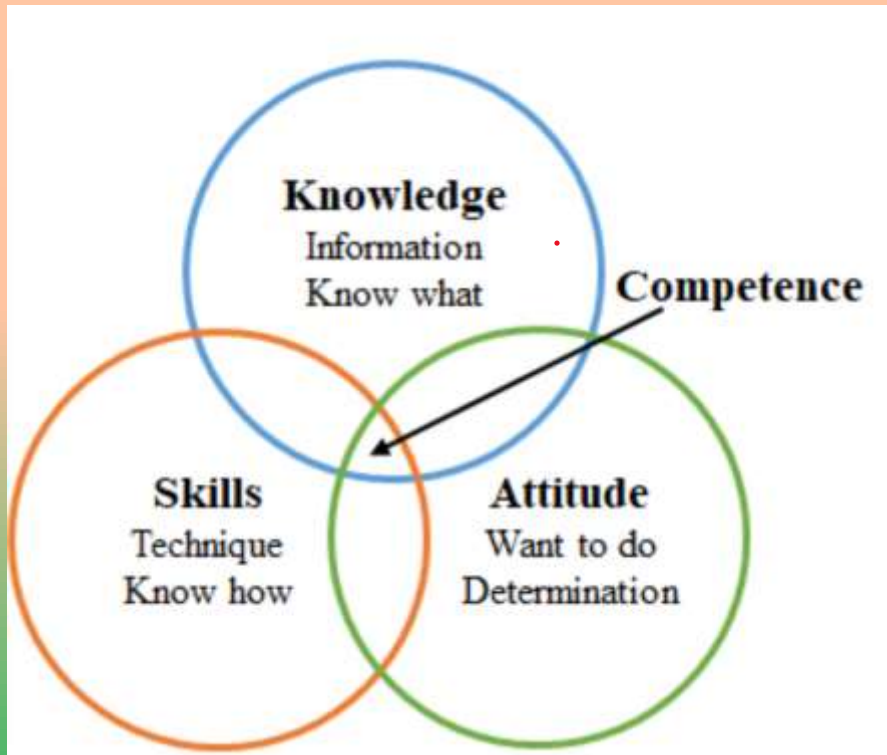 Knowledge
Information
Know what
Competence
Skills
Technique
Know how
Attitude
Want to do
Determination